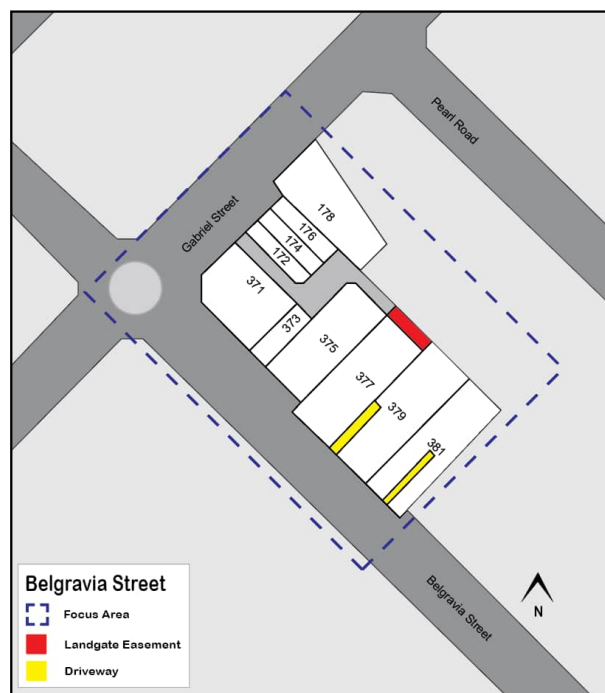 Pearl Road
Gabriel Street
178
176
174
172
371
373
375
377
379
381
Belgravia Street
N
Belgravia Street
Focus Area
Landgate Easement
Driveway